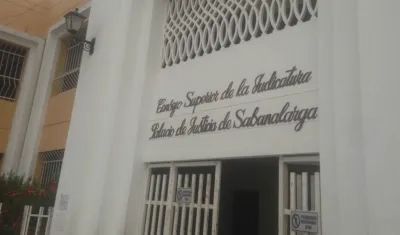 Consejo Superior de la Judicatura
Palacio de Justicia de Sabanalarga